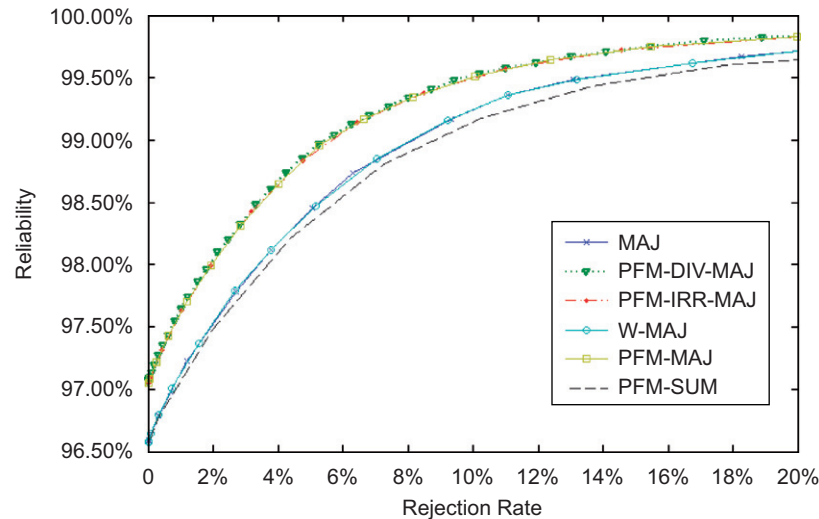 100.00%
99.50%
99.00%
98.50%
98.00%
97.50%
97.00%
96.50%
Reliability
MAJ
PFM-DIV-MAJ
PFM-IRR-MAJ
W-MAJ
PFM-MAJ
PFM-SUM
0 2% 4% 6% 8% 10% 12% 14% 16% 18% 20%
Rejection Rate